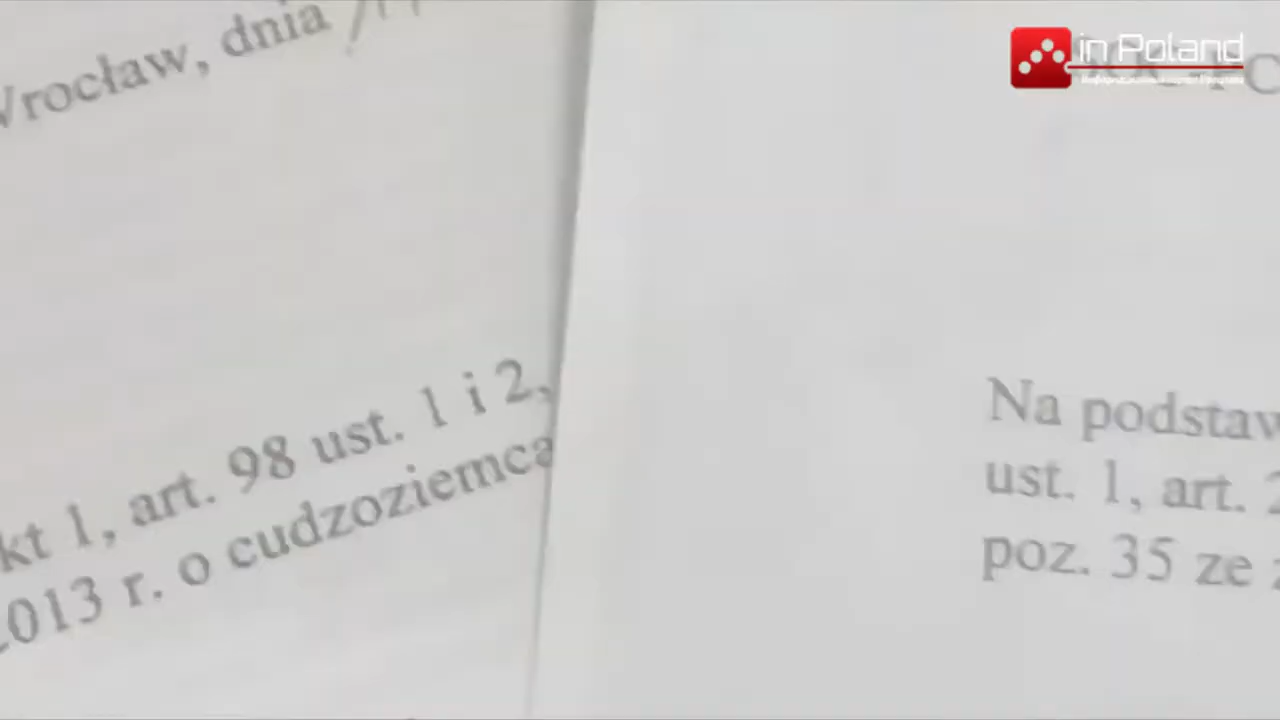 Wrocław, dnia
kt 1, art. 98 ust. 1 i 2,
2013 r. o cudzoziemca
in Poland
Na podstaw
ust. 1, art. 2
poz. 35 ze